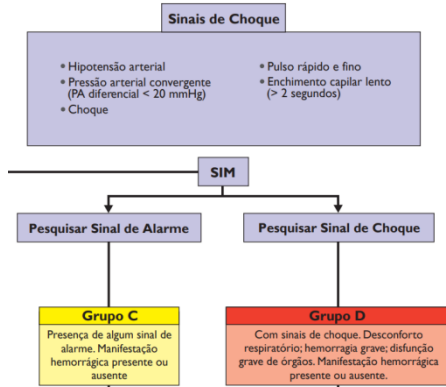 Sinais de Choque
• Hipotensão arterial
• Pressão arterial convergente
(PA diferencial < 20 mmHg)
• Choque
• Pulso rápido e fino
• Enchimento capilar lento
(> 2 segundos)
SIM
Pesquisar Sinal de Alarme
Pesquisar Sinal de Choque
Grupo C
Presença de algum sinal de
alarme. Manifestação
hemorrágica presente ou
ausente
Grupo D
Com sinais de choque. Desconforto
respiratório; hemorragia grave; disfunção
grave de órgãos. Manifestação hemorrágica
presente ou ausente.